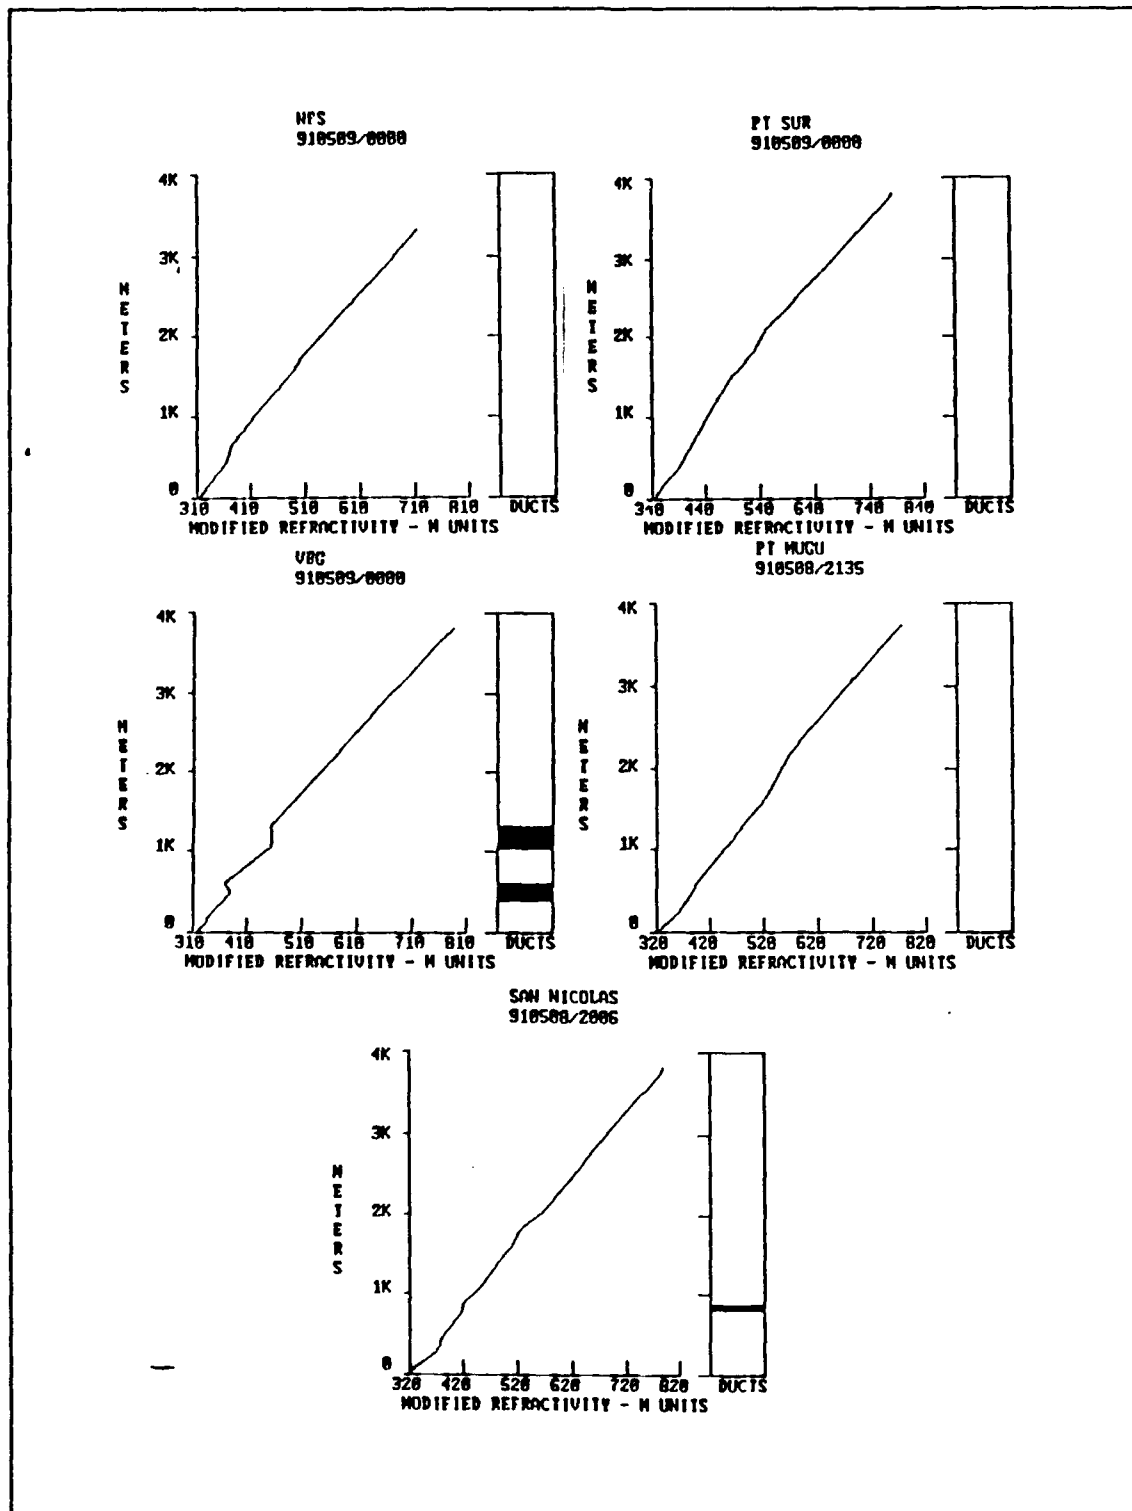 NPS
910509/0000
4K
3K
2K
1K
0
METERS
310 410 510 610 710 810
DUCTS
MODIFIED REFRACTIVITY - M UNITS
PT SUR
910509/0000
4K
3K
2K
1K
0
METERS
340 440 540 640 740 840
DUCTS
MODIFIED REFRACTIVITY - M UNITS
VBG
910509/0000
4K
3K
2K
1K
0
METERS
310 410 510 610 710 810
DUCTS
MODIFIED REFRACTIVITY - M UNITS
PT MUGU
910508/2135
4K
3K
2K
1K
0
METERS
320 420 520 620 720 820
DUCTS
MODIFIED REFRACTIVITY - M UNITS
SAN NICOLAS
910508/2006
4K
3K
2K
1K
0
METERS
320 420 520 620 720 820
DUCTS
MODIFIED REFRACTIVITY - M UNITS